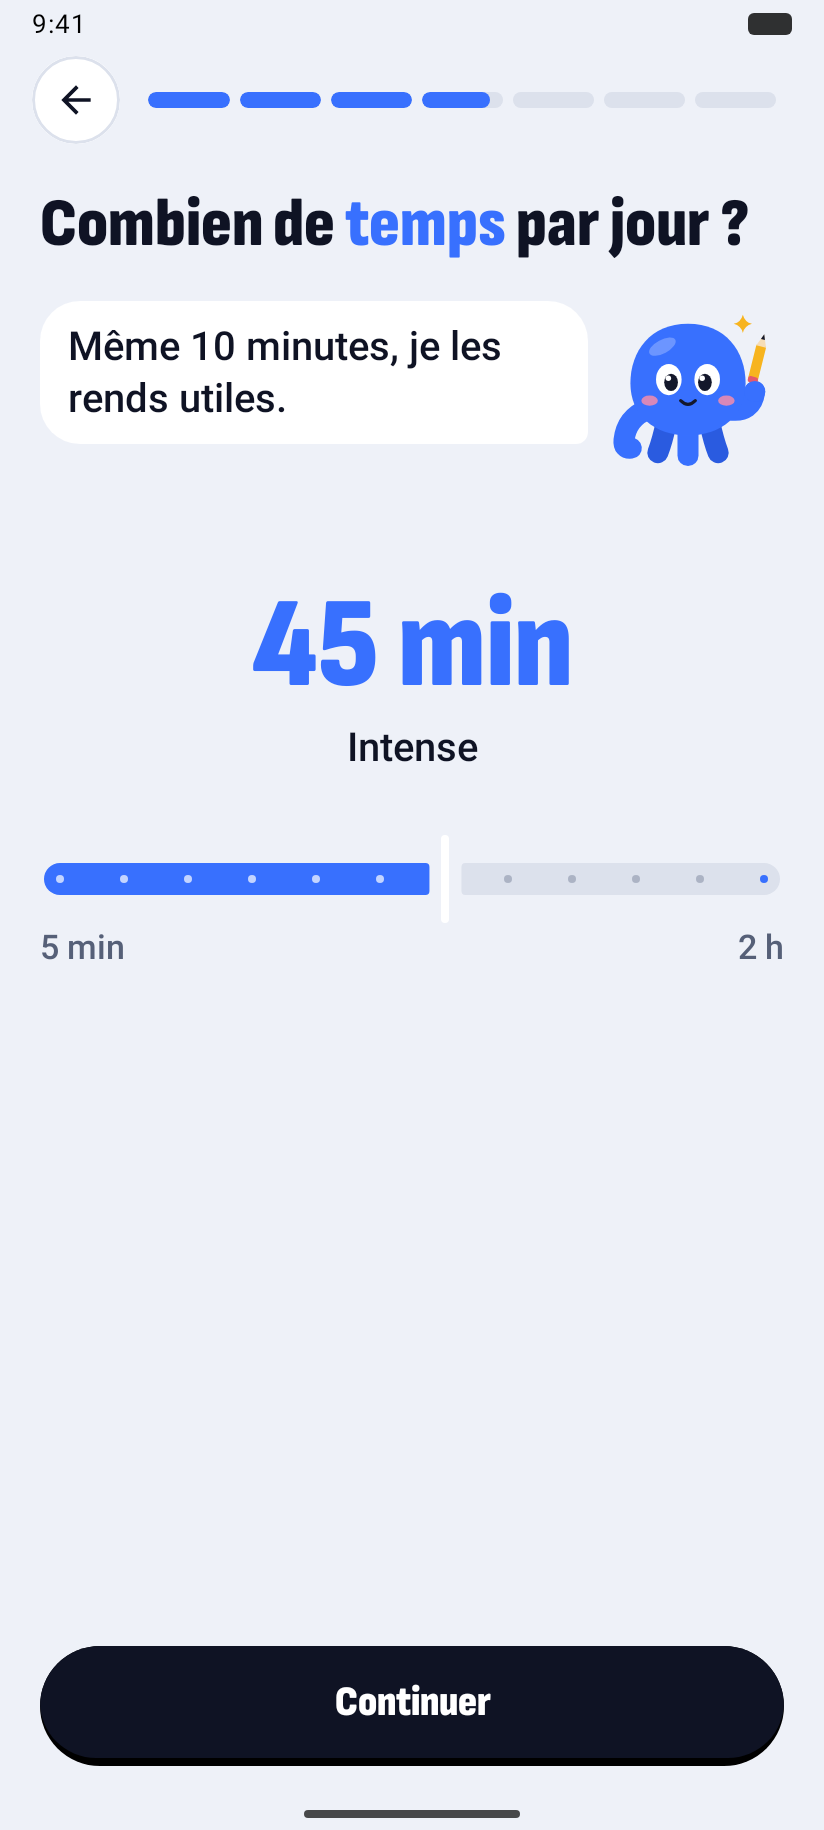 9:41
Combien de temps par jour ?
Même 10 minutes, je les
rends utiles.
45 min
Intense
5 min
2 h
Continuer